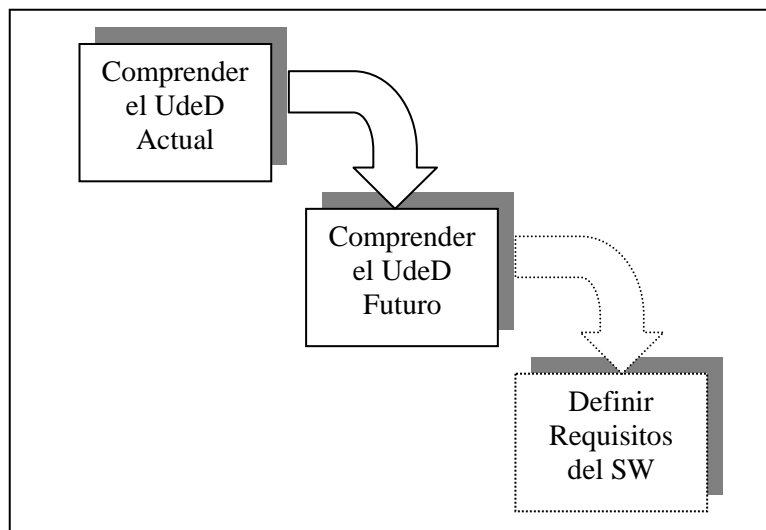 Comprender
el UdeD
Actual
Comprender
el UdeD
Futuro
Definir
Requisitos
del SW